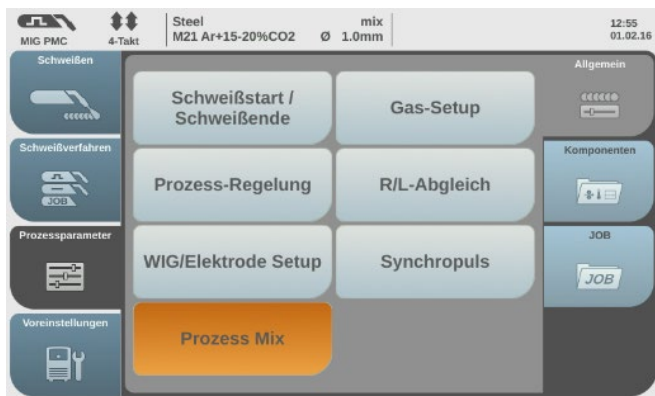 MIG PMC
4-Takt
Steel
M21 Ar+15-20%CO2
mix
Ø 1.0mm
12:55
01.02.16
Schweißen
Schweißverfahren
JOB
Prozessparameter
Voreinstellungen
Schweißstart /
Schweißende
Gas-Setup
Prozess-Regelung
R/L-Abgleich
WIG/Elektrode Setup
Synchropuls
Prozess Mix
Allgemein
Komponenten
JOB
JOB